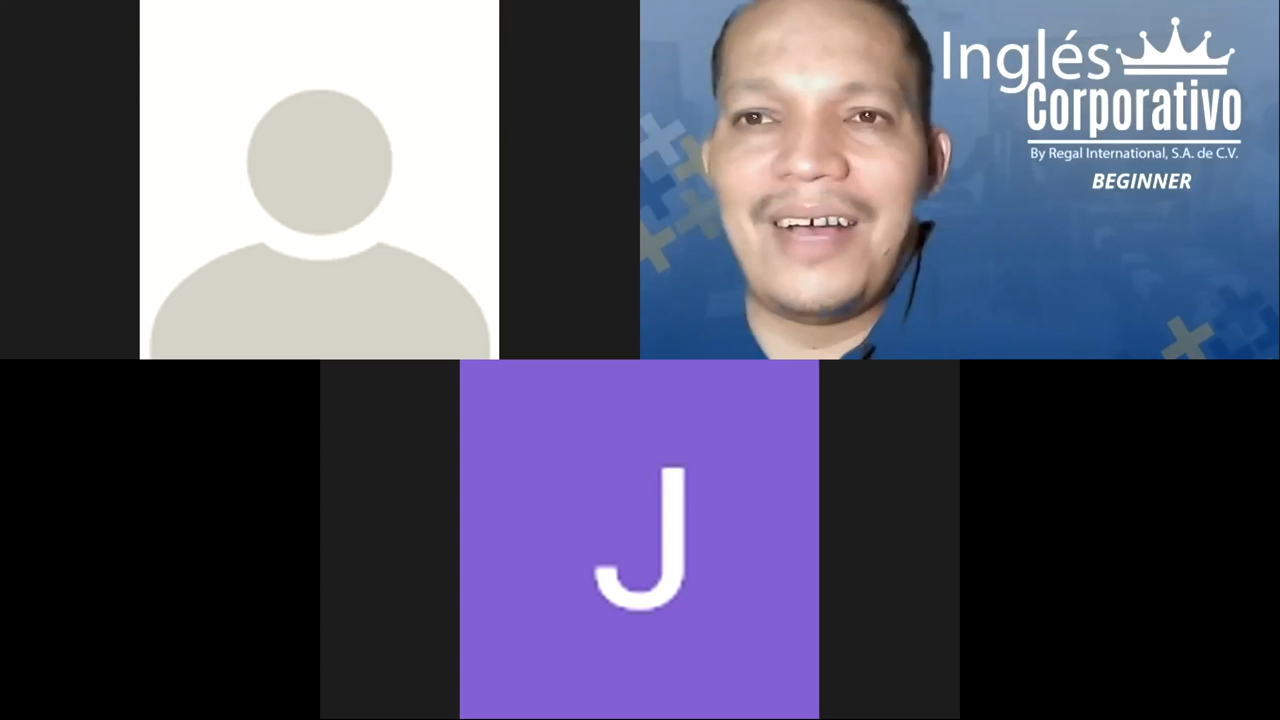 Inglés
Corporativo
By Regal International, S.A. de C.V.
BEGINNER
J